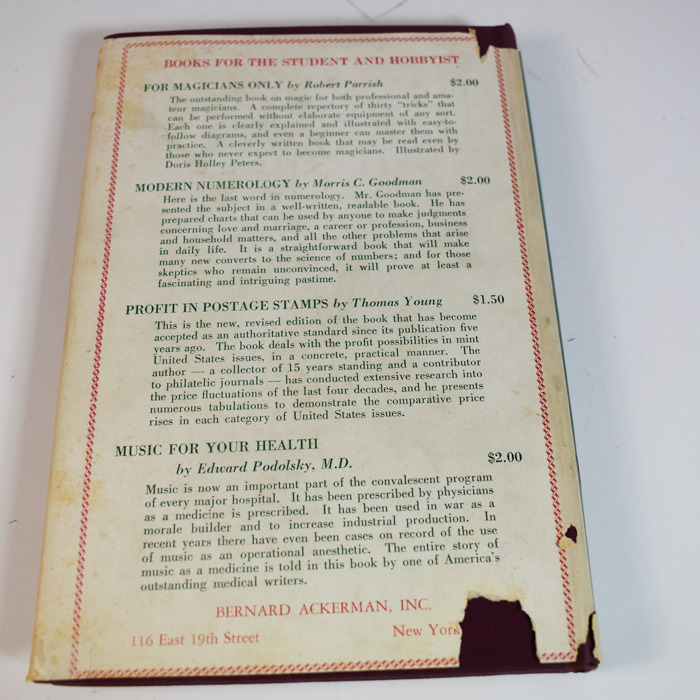 BOOKS FOR THE STUDENT AND HOBBYIST
FOR MAGICIANS ONLY by Robert Parrish $2.00
The outstanding book on magic for both professional and ama-
teur magicians. A complete repertory of thirty "tricks" that
can be performed without elaborate equipment of any sort.
Each one is clearly explained and illustrated with easy-to-
follow diagrams, and even a beginner can master them with
practice. A cleverly written book that may be read even by
those who never expect to become magicians. Illustrated by
Doris Holley Peters.
MODERN NUMEROLOGY by Morris C. Goodman $2.00
Here is the last word in numerology. Mr. Goodman has pre-
sented the subject in a well-written, readable book. He has
prepared charts that can be used by anyone to make judgments
concerning love and marriage, a career or profession, business
and household matters, and all the other problems that arise
in daily life. It is a straightforward book that will make
many new converts to the science of numbers; and for those
skeptics who remain unconvinced, it will prove at least a
fascinating and intriguing pastime.
PROFIT IN POSTAGE STAMPS by Thomas Young $1.50
This is the new, revised edition of the book that has become
accepted as an authoritative standard since its publication five
years ago. The book deals with the profit possibilities in mint
United States issues, in a concrete, practical manner. The
author — a collector of 15 years standing and a contributor
to philatelic journals — has conducted extensive research into
the price fluctuations of the last four decades, and he presents
numerous tabulations to demonstrate the comparative price
rises in each category of United States issues.
MUSIC FOR YOUR HEALTH
by Edward Podolsky, M.D. $2.00
Music is now an important part of the convalescent program
of every major hospital. It has been prescribed by physicians
as a medicine is prescribed. It has been used in war as a
morale builder and to increase industrial production. In
recent years there have even been cases on record of the use
of music as an operational anesthetic. The entire story of
music as a medicine is told in this book by one of America's
outstanding medical writers.
BERNARD ACKERMAN, INC.
116 East 19th Street New York